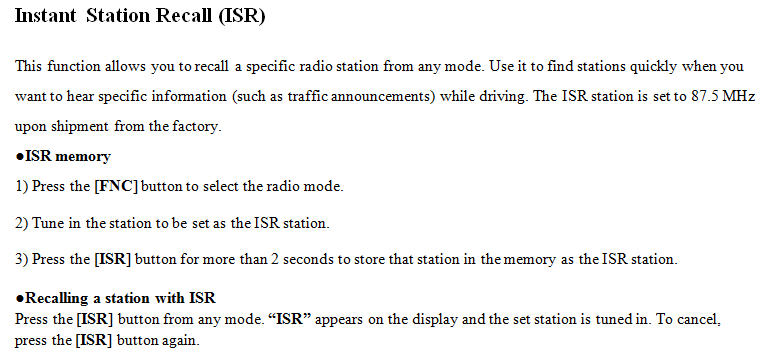 Instant Station Recall (ISR)
This function allows you to recall a specific radio station from any mode. Use it to find stations quickly when you
want to hear specific information (such as traffic announcements) while driving. The ISR station is set to 87.5 MHz
upon shipment from the factory.
●ISR memory
1) Press the [FNC] button to select the radio mode.
2) Tune in the station to be set as the ISR station.
3) Press the [ISR] button for more than 2 seconds to store that station in the memory as the ISR station.
●Recalling a station with ISR
Press the [ISR] button from any mode. “ISR” appears on the display and the set station is tuned in. To cancel,
press the [ISR] button again.